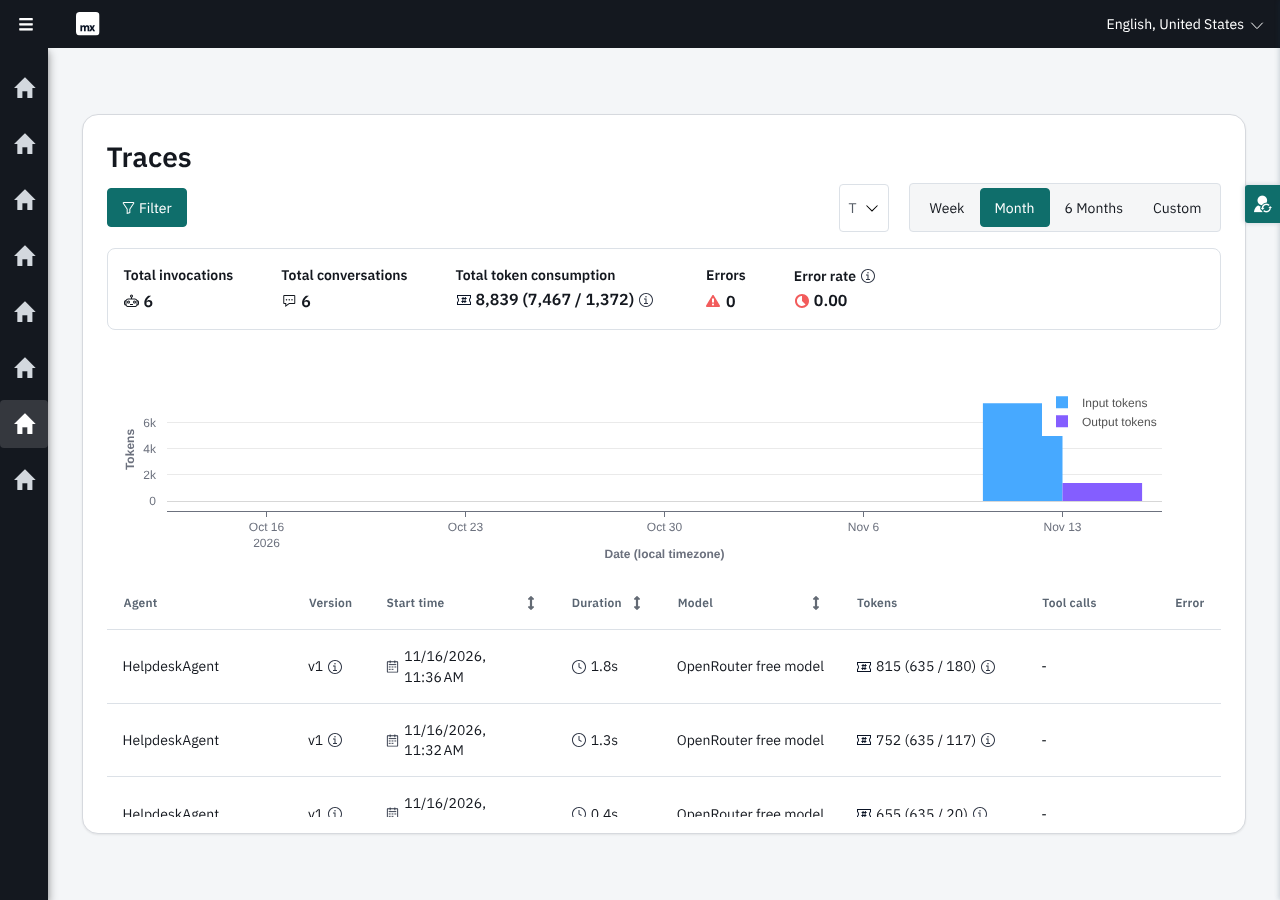 mx
English, United States
Traces
Filter
T
Week
Month
6 Months
Custom
Total invocations
6
Total conversations
6
Total token consumption
8,839 (7,467 / 1,372)
Errors
0
Error rate
0.00
Input tokens
Output tokens
Tokens
6k
4k
2k
0
Oct 16
2026
Oct 23
Oct 30
Nov 6
Nov 13
Date (local timezone)
Agent Version Start time Duration Model Tokens Tool calls Error
HelpdeskAgent v1 11/16/2026, 11:36 AM 1.8s OpenRouter free model 815 (635 / 180) -
HelpdeskAgent v1 11/16/2026, 11:32 AM 1.3s OpenRouter free model 752 (635 / 117) -
HelpdeskAgent v1 11/16/2026, 0.4s OpenRouter free model 655 (635 / 20) -